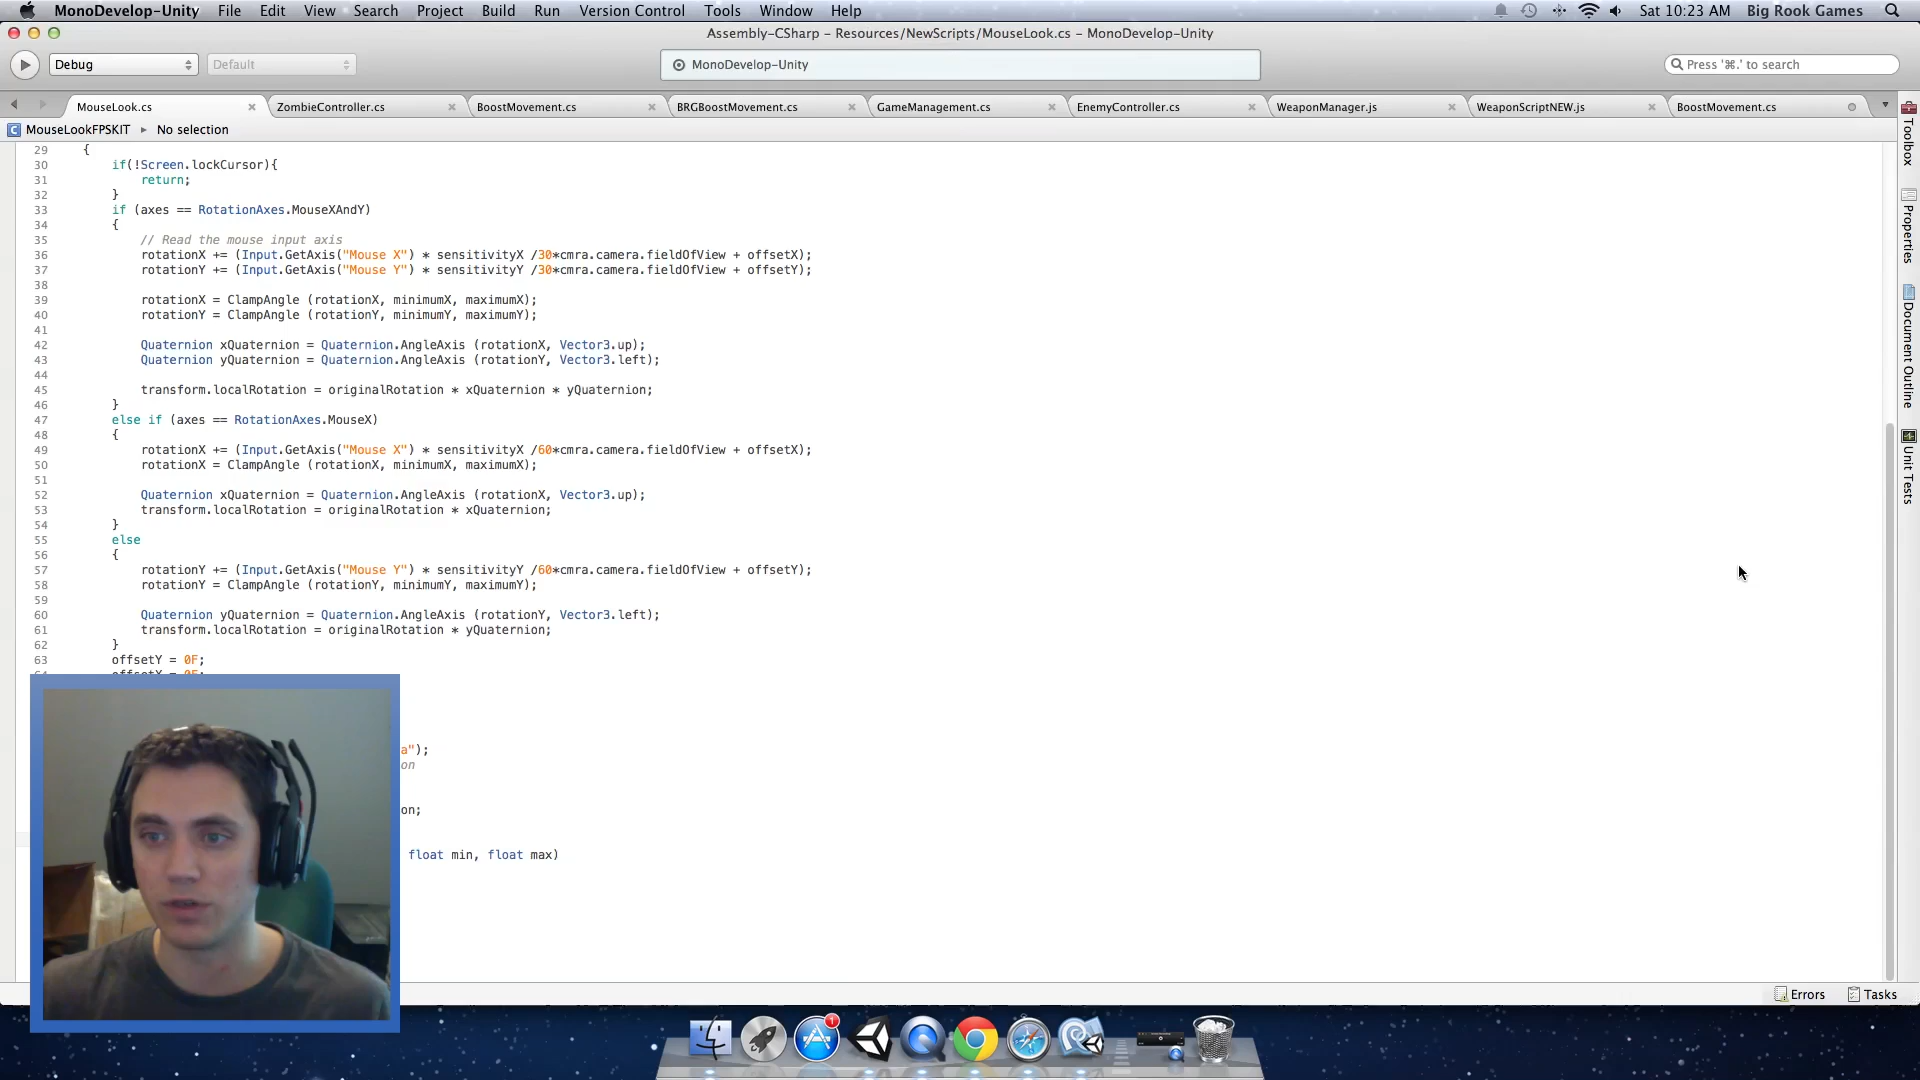 MonoDevelop-Unity File Edit View Search Project Build Run Version Control Tools Window Help Sat 10:23 AM Big Rook Games
Assembly-CSharp - Resources/NewScripts/MouseLook.cs - MonoDevelop-Unity
Debug Default MonoDevelop-Unity Press '⌘.' to search
MouseLook.cs ZombieController.cs BoostMovement.cs BRGBoostMovement.cs GameManagement.cs EnemyController.cs WeaponManager.js WeaponScriptNEW.js BoostMovement.cs
MouseLookFPSKIT ▸ No selection
29 {
30 if(!Screen.lockCursor){
31 return;
32 }
33 if (axes == RotationAxes.MouseXAndY)
34 {
35 // Read the mouse input axis
36 rotationX += (Input.GetAxis("Mouse X") * sensitivityX /30*cmra.camera.fieldOfView + offsetX);
37 rotationY += (Input.GetAxis("Mouse Y") * sensitivityY /30*cmra.camera.fieldOfView + offsetY);
38
39 rotationX = ClampAngle (rotationX, minimumX, maximumX);
40 rotationY = ClampAngle (rotationY, minimumY, maximumY);
41
42 Quaternion xQuaternion = Quaternion.AngleAxis (rotationX, Vector3.up);
43 Quaternion yQuaternion = Quaternion.AngleAxis (rotationY, Vector3.left);
44
45 transform.localRotation = originalRotation * xQuaternion * yQuaternion;
46 }
47 else if (axes == RotationAxes.MouseX)
48 {
49 rotationX += (Input.GetAxis("Mouse X") * sensitivityX /60*cmra.camera.fieldOfView + offsetX);
50 rotationX = ClampAngle (rotationX, minimumX, maximumX);
51
52 Quaternion xQuaternion = Quaternion.AngleAxis (rotationX, Vector3.up);
53 transform.localRotation = originalRotation * xQuaternion;
54 }
55 else
56 {
57 rotationY += (Input.GetAxis("Mouse Y") * sensitivityY /60*cmra.camera.fieldOfView + offsetY);
58 rotationY = ClampAngle (rotationY, minimumY, maximumY);
59
60 Quaternion yQuaternion = Quaternion.AngleAxis (rotationY, Vector3.left);
61 transform.localRotation = originalRotation * yQuaternion;
62 }
63 offsetY = 0F;
64 offsetX = 0F;
a");
on
on;
float min, float max)
Toolbox
Properties
Document Outline
Unit Tests
Errors Tasks
1